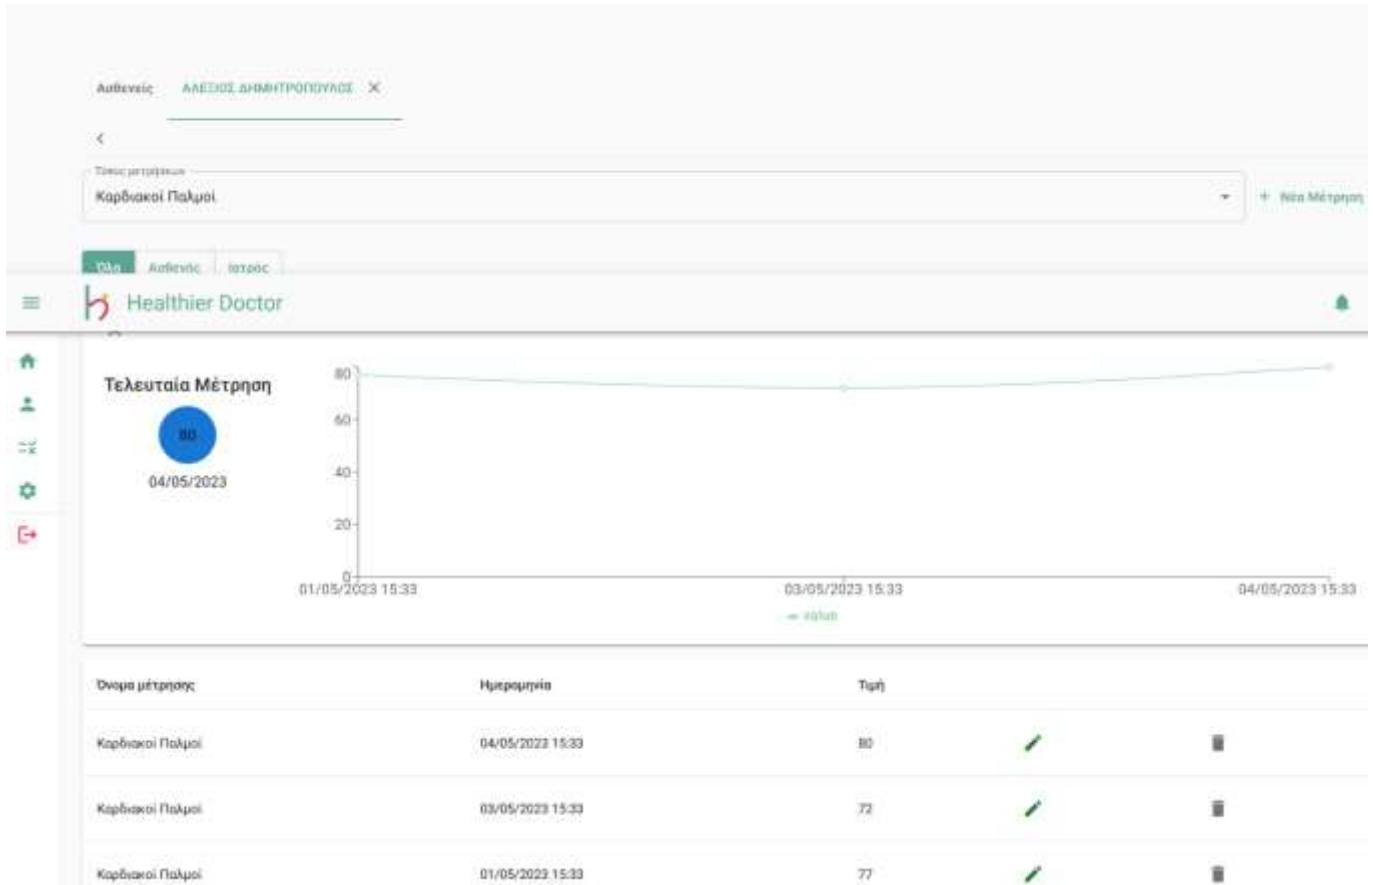 Ασθενείς ΑΛΕΞΙΟΣ ΔΗΜΗΤΡΟΠΟΥΛΟΣ
Τύπος μετρήσεων
Καρδιακοί Παλμοί
+ Νέα Μέτρηση
Όλα Ασθενής Ιατρός
Healthier Doctor
Τελευταία Μέτρηση
80
04/05/2023
80
60
40
20
0
01/05/2023 15:33 03/05/2023 15:33 04/05/2023 15:33
value
Όνομα μέτρησης Ημερομηνία Τιμή
Καρδιακοί Παλμοί 04/05/2023 15:33 80
Καρδιακοί Παλμοί 03/05/2023 15:33 72
Καρδιακοί Παλμοί 01/05/2023 15:33 77